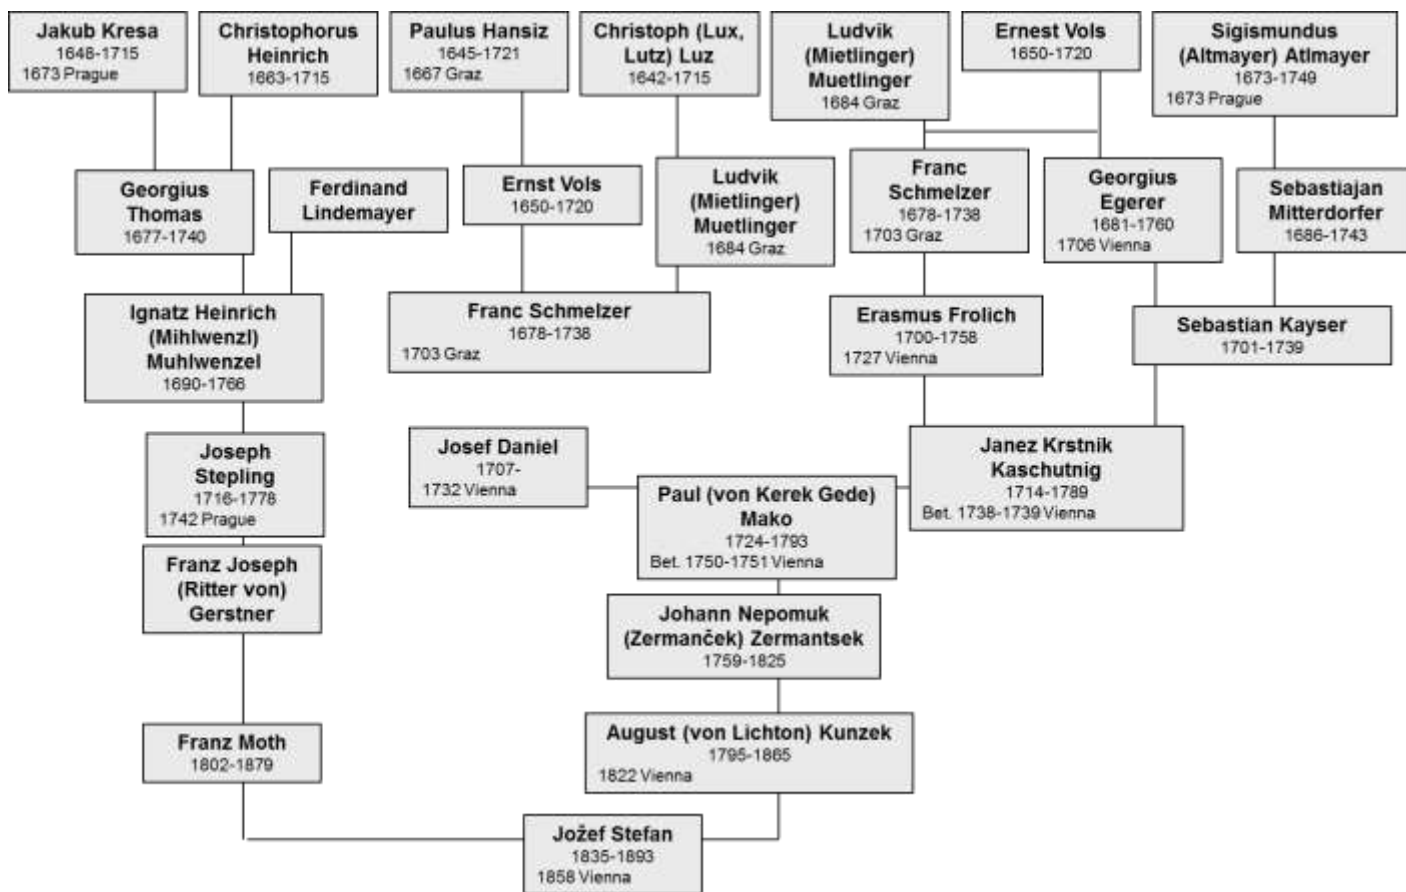 Jakub Kresa
1648-1715
1673 Prague
Christophorus
Heinrich
1663-1715
Paulus Hansiz
1645-1721
1667 Graz
Christoph (Lux,
Lutz) Luz
1642-1715
Ludvik
(Mietlinger)
Muetlinger
1684 Graz
Ernest Vols
1650-1720
Sigismundus
(Altmayer) Atlmayer
1673-1749
1673 Prague
Georgius
Thomas
1677-1740
Ferdinand
Lindemayer
Ernst Vols
1650-1720
Ludvik
(Mietlinger)
Muetlinger
1684 Graz
Franc
Schmelzer
1678-1738
1703 Graz
Georgius
Egerer
1681-1760
1706 Vienna
Sebastiajan
Mitterdorfer
1686-1743
Ignatz Heinrich
(Mihlwenzl)
Muhlwenzel
1690-1766
Franc Schmelzer
1678-1738
1703 Graz
Erasmus Frolich
1700-1758
1727 Vienna
Sebastian Kayser
1701-1739
Joseph
Stepling
1716-1778
1742 Prague
Josef Daniel
1707-
1732 Vienna
Paul (von Kerek Gede)
Mako
1724-1793
Bet. 1750-1751 Vienna
Janez Krstnik
Kaschutnig
1714-1789
Bet. 1738-1739 Vienna
Franz Joseph
(Ritter von)
Gerstner
Johann Nepomuk
(Zermanček) Zermantsek
1759-1825
Franz Moth
1802-1879
August (von Lichton) Kunzek
1795-1865
1822 Vienna
Jožef Stefan
1835-1893
1858 Vienna